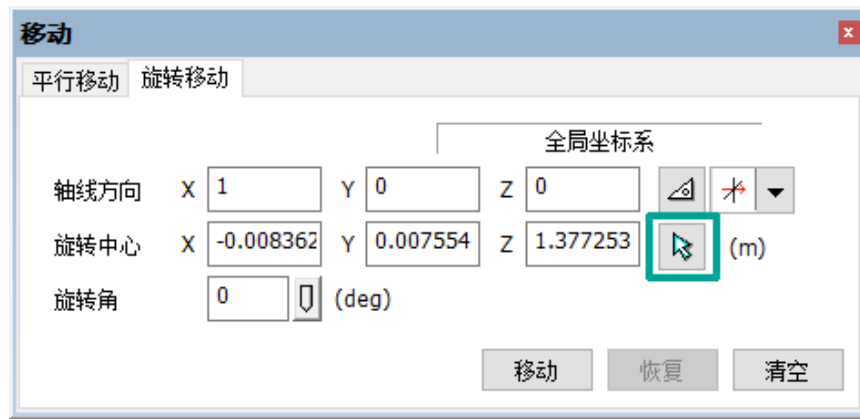 移动
平行移动 旋转移动
全局坐标系
轴线方向 X 1 Y 0 Z 0
旋转中心 X -0.008362 Y 0.007554 Z 1.377253 (m)
旋转角 0 (deg)
移动 恢复 清空